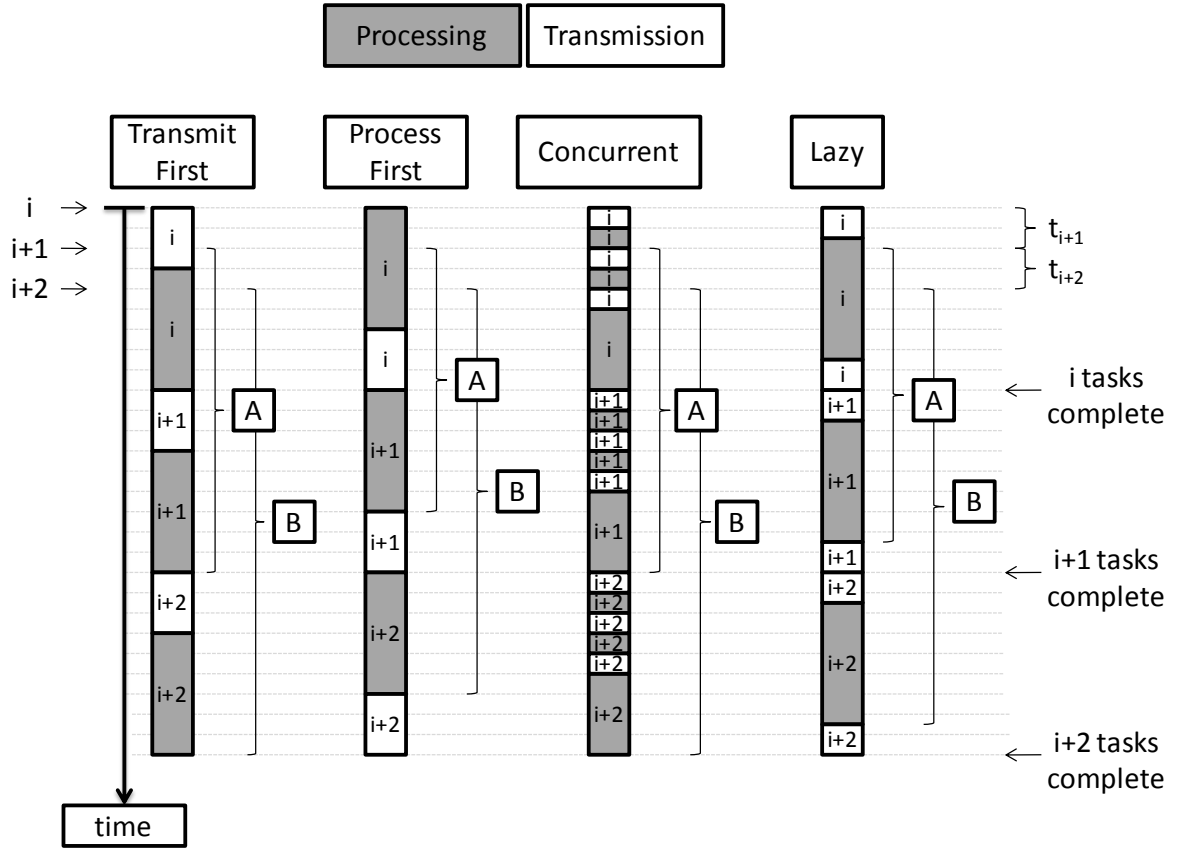 Processing
Transmission
Transmit
First
Process
First
Concurrent
Lazy
i
i+1
i+2
t_{i+1}
t_{i+2}
i
i
i+1
i+1
i+2
i+2
A
B
i
i
i+1
i+1
i+2
i+2
A
B
i
i
i
i
i
i
i+1
i+1
i+1
i+1
i+1
i+1
i+2
i+2
i+2
i+2
i+2
i+2
A
B
i
i
i
i+1
i+1
i+1
i+2
i+2
i+2
A
B
i tasks
complete
i+1 tasks
complete
i+2 tasks
complete
time